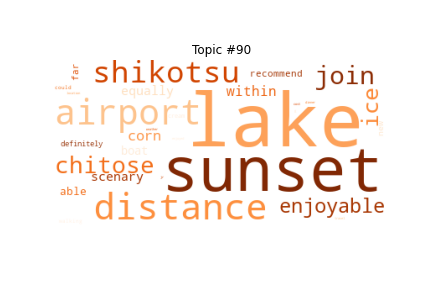 Topic #90
far
shikotsu
recommend
join
equally
within
ice
airport
lake
corn
definitely
boat
chitose
scenary
sunset
able
distance
enjoyable
could